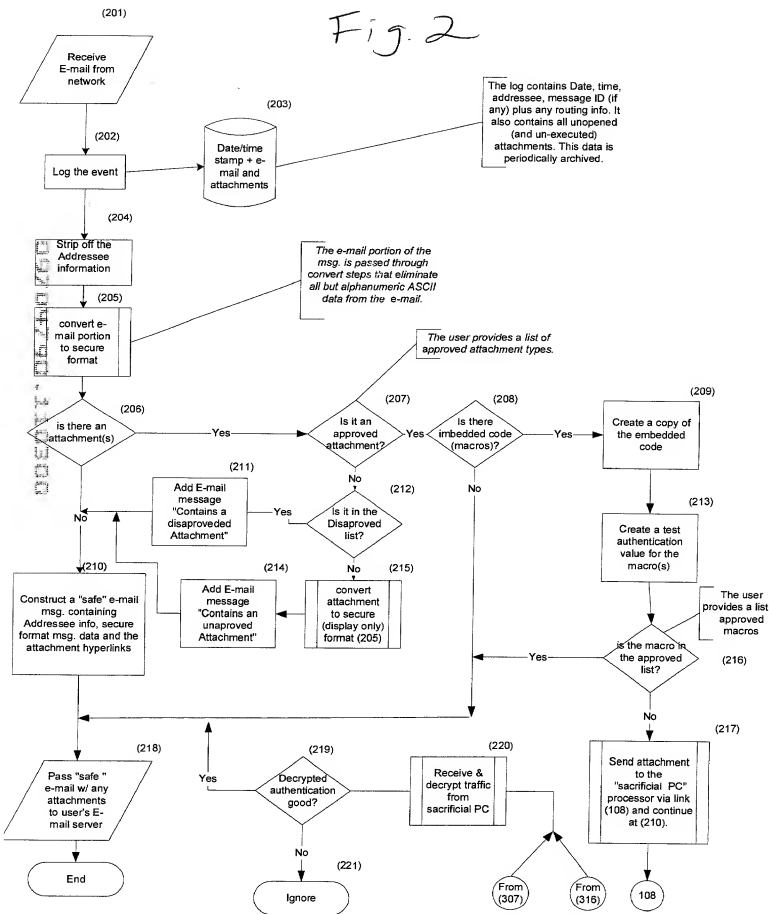 (201)
Fig. 2
Receive
E-mail from
network
(202)
Log the event
(203)
Date/time
stamp + e-
mail and
attachments
The log contains Date, time,
addressee, message ID (if
any) plus any routing info. It
also contains all unopened
(and un-executed)
attachments. This data is
periodically archived.
(204)
Strip off the
Addressee
information
(205)
convert e-
mail portion
to secure
format
The e-mail portion of the
msg. is passed through
convert steps that eliminate
all but alphanumeric ASCII
data from the e-mail.
The user provides a list of
approved attachment types.
(206)
is there an
attachment(s)
Yes
(207)
Is it an
approved
attachment?
Yes
(208)
Is there
imbedded code
(macros)?
Yes
(209)
Create a copy of
the embedded
code
No
No
No
(211)
Add E-mail
message
"Contains a
disaproveded
Attachment"
Yes
(212)
Is it in the
Disaproved
list?
No
(213)
Create a test
authentication
value for the
macro(s)
(210)
Construct a "safe" e-mail
msg. containing
Addressee info, secure
format msg. data and the
attachment hyperlinks
(214)
Add E-mail
message
"Contains an
unaproved
Attachment"
(215)
convert
attachment
to secure
(display only)
format (205)
The user
provides a list
approved
macros
is the macro in
the approved
list?
(216)
Yes
No
(217)
Send attachment
to the
"sacrificial PC"
processor via link
(108) and continue
at (210).
(218)
Pass "safe "
e-mail w/ any
attachments
to user's E-
mail server
End
Yes
(219)
Decrypted
authentication
good?
No
(220)
Receive &
decrypt traffic
from
sacrificial PC
(221)
Ignore
From
(307)
From
(316)
108